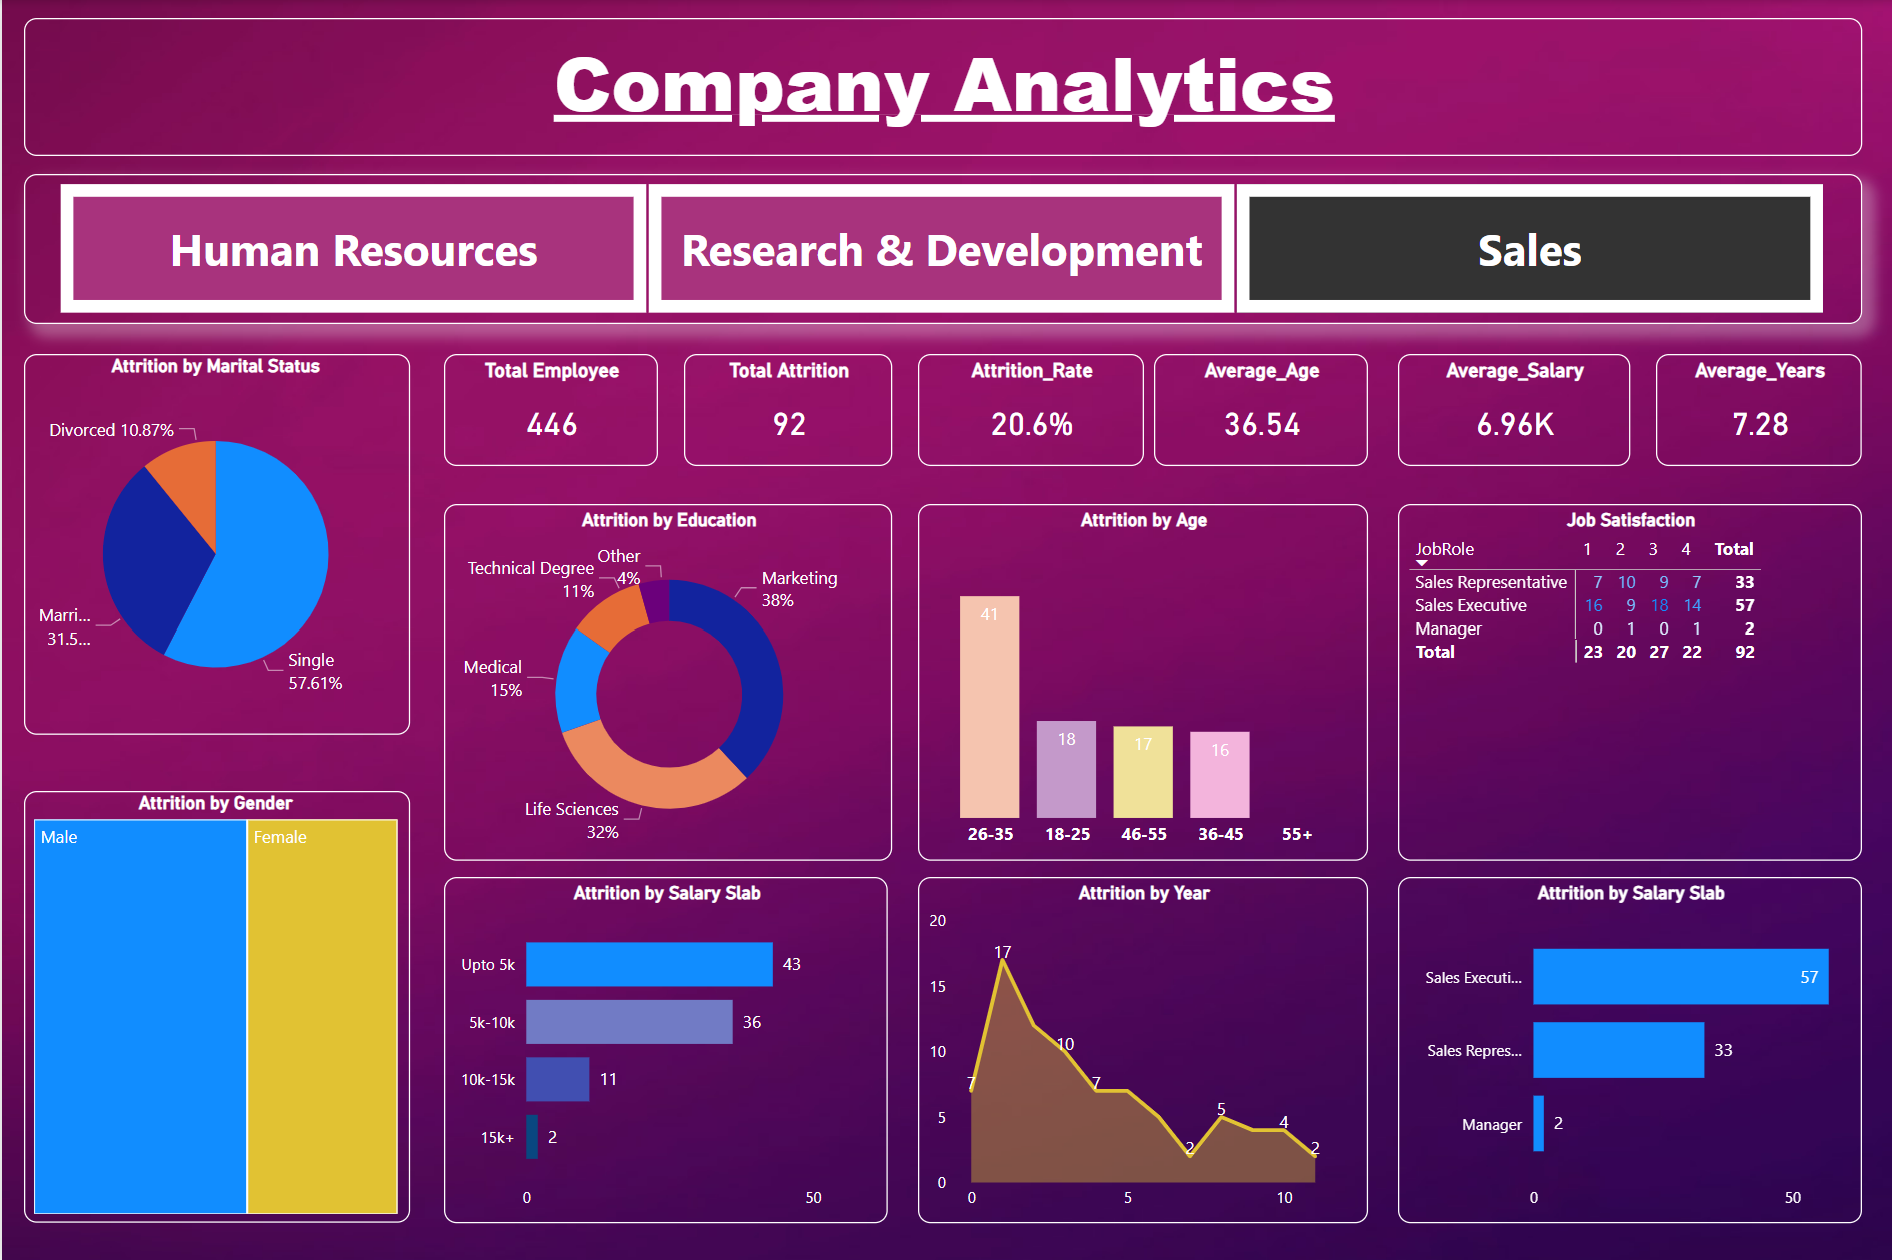 Company Analytics
Human Resources
Research & Development
Sales
Attrition by Marital Status
Divorced 10.87%
Marri...
31.5...
Single
57.61%
Total Employee
446
Total Attrition
92
Attrition_Rate
20.6%
Average_Age
36.54
Average_Salary
6.96K
Average_Years
7.28
Attrition by Education
Other
4%
Technical Degree
11%
Marketing
38%
Medical
15%
Life Sciences
32%
Attrition by Age
41
18
17
16
26-35 18-25 46-55 36-45 55+
Job Satisfaction
JobRole 1 2 3 4 Total
Sales Representative 7 10 9 7 33
Sales Executive 16 9 18 14 57
Manager 0 1 0 1 2
Total 23 20 27 22 92
Attrition by Gender
Male
Female
Attrition by Salary Slab
Upto 5k 43
5k-10k 36
10k-15k 11
15k+ 2
0 50
Attrition by Year
20
15
10
5
0
7
17
10
7
2
5
4
2
0 5 10
Attrition by Salary Slab
Sales Executi... 57
Sales Repres... 33
Manager 2
0 50